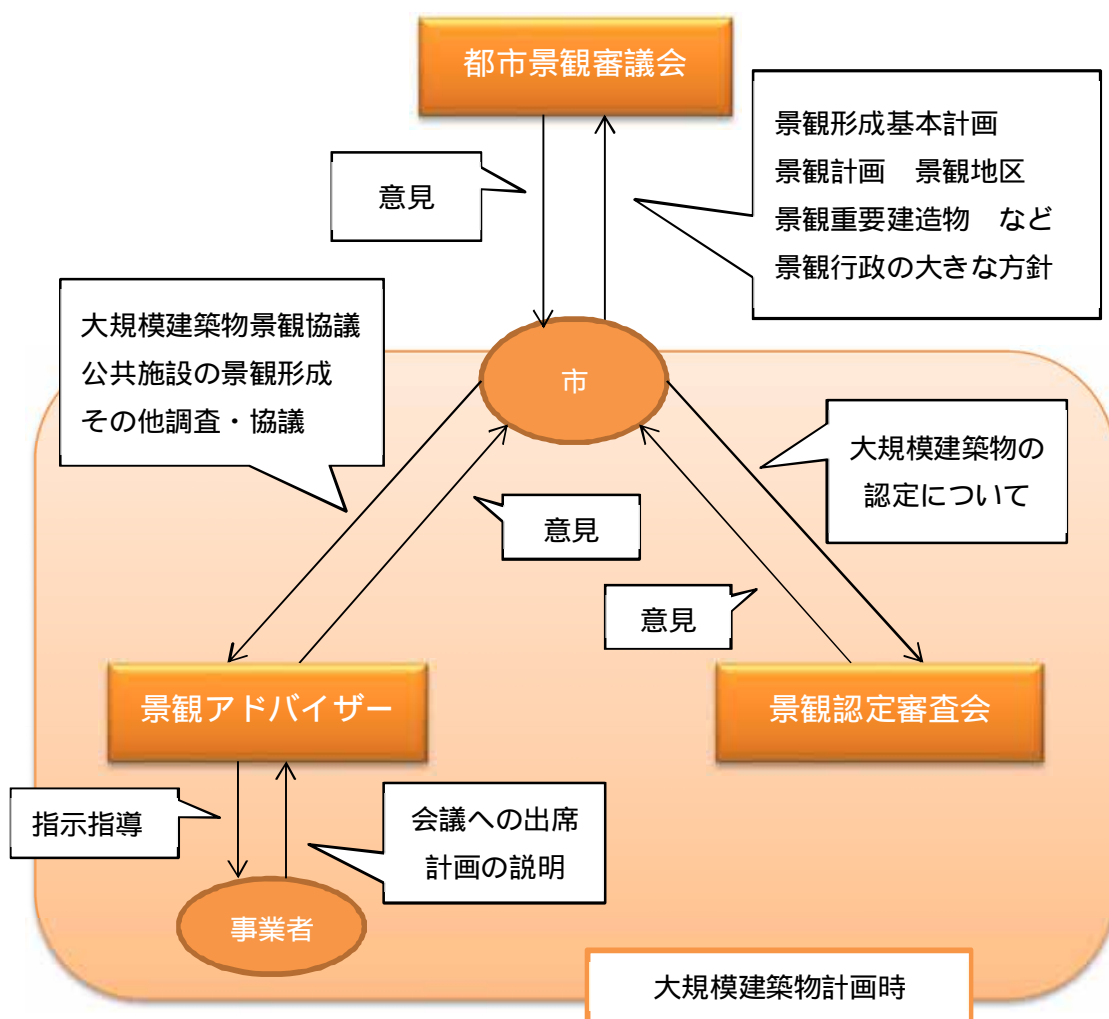 都市景観審議会
景観形成基本計画
景観計画　景観地区
景観重要建造物　など
景観行政の大きな方針
意見
大規模建築物景観協議
公共施設の景観形成
その他調査・協議
市
大規模建築物の
認定について
意見
意見
景観アドバイザー
景観認定審査会
指示指導
会議への出席
計画の説明
事業者
大規模建築物計画時